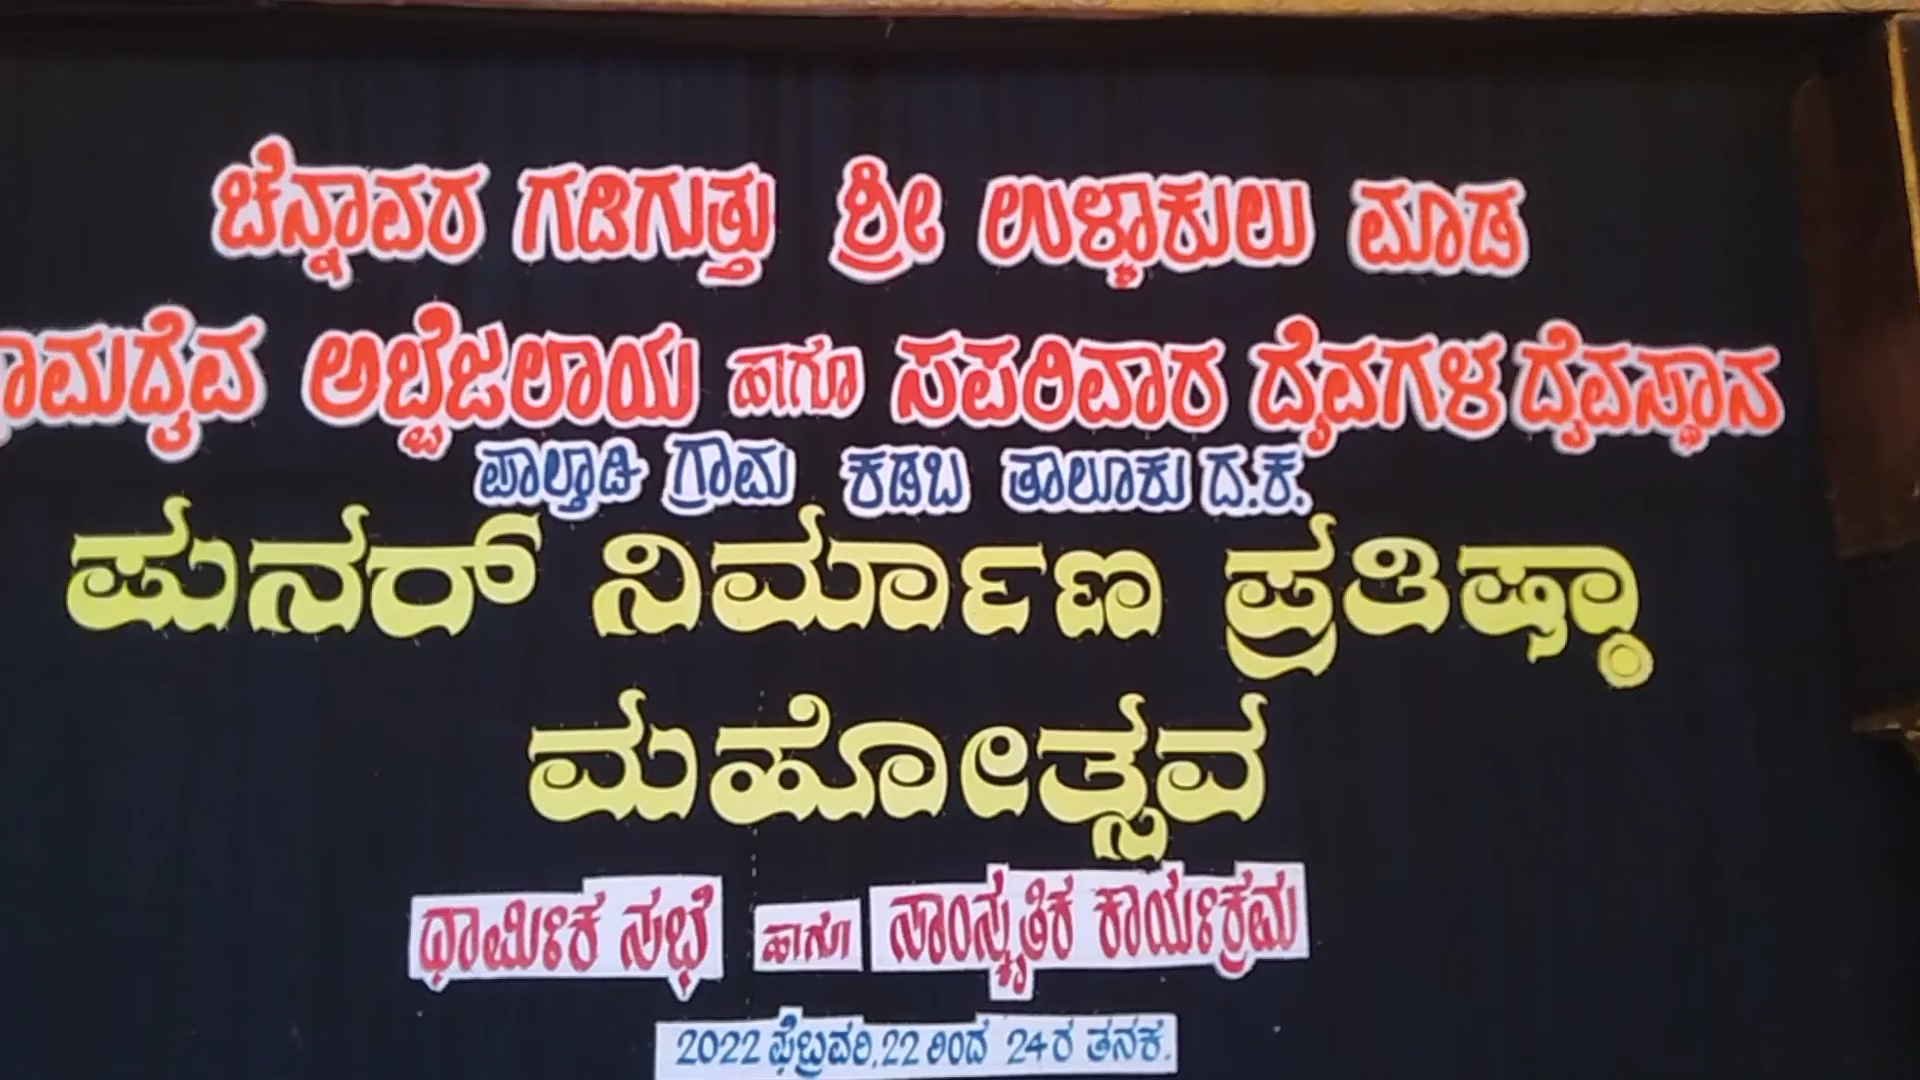 ಚೆನ್ನಾವರ ಗಡಿಗುತ್ತು ಶ್ರೀ ಉಳ್ಳಾಕುಲು ಮಾಡ
ಅಬ್ಬೆಜಲಾಯ ಹಾಗೂ ಸಪರಿವಾರ ದೈವಗಳ ದೈವಸ್ಥಾನ
ಪಾಲ್ತಾಡಿ ಗ್ರಾಮ ಕಡಬ ತಾಲೂಕು ದ.ಕ.
ಪುನರ್ ನಿರ್ಮಾಣ ಪ್ರತಿಷ್ಠಾ
ಮಹೋತ್ಸವ
ಧಾರ್ಮಿಕ ಸಭೆ ಹಾಗೂ ಸಾಂಸ್ಕೃತಿಕ ಕಾರ್ಯಕ್ರಮ
2022 ಫೆಬ್ರವರಿ.22 ರಿಂದ 24ರ ತನಕ.